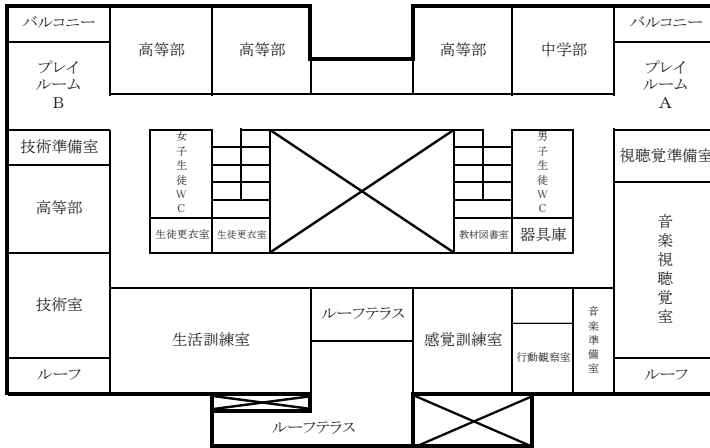 バルコニー
高等部
高等部
高等部
中学部
バルコニー
プレイ
ルーム
B
プレイ
ルーム
A
技術準備室
女子生徒WC
男子生徒WC
視聴覚準備室
高等部
生徒更衣室
生徒更衣室
教材図書室
器具庫
音楽視聴覚室
技術室
生活訓練室
ルーフテラス
感覚訓練室
行動観察室
音楽準備室
ルーフ
ルーフ
ルーフテラス